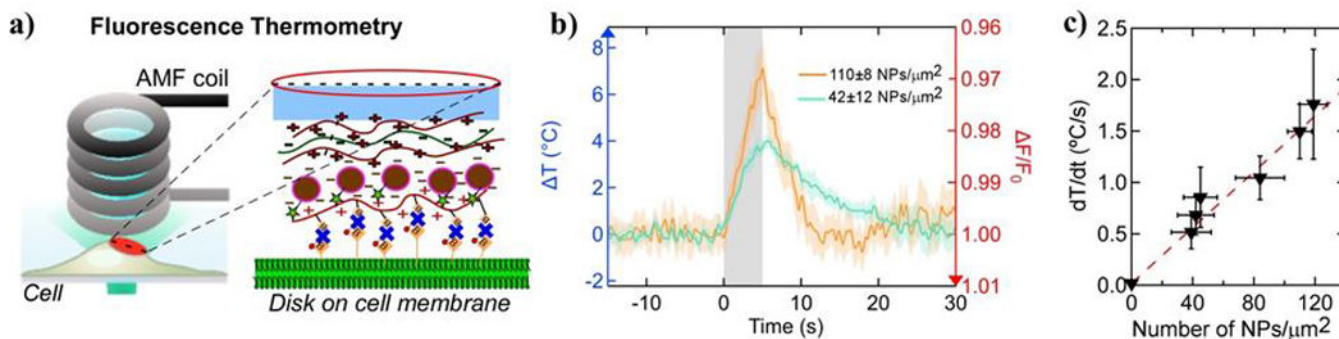 a) Fluorescence Thermometry
AMF coil
Cell
Disk on cell membrane
b)
ΔT (°C)
8
6
4
2
0
-2
110±8 NPs/μm²
42±12 NPs/μm²
0.96
0.97
0.98
0.99
1.00
1.01
ΔF/F₀
-10 0 10 20 30
Time (s)
c)
dT/dt (°C/s)
2.5
2.0
1.5
1.0
0.5
0.0
0 40 80 120
Number of NPs/μm²